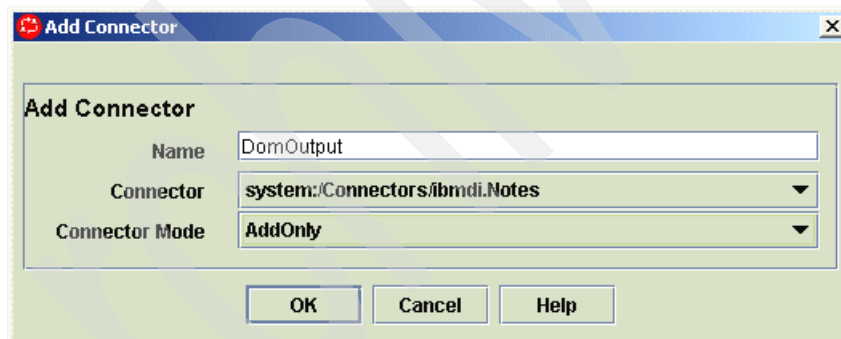 Add Connector
Add Connector
Name DomOutput
Connector system:/Connectors/ibmdi.Notes
Connector Mode AddOnly
OK Cancel Help